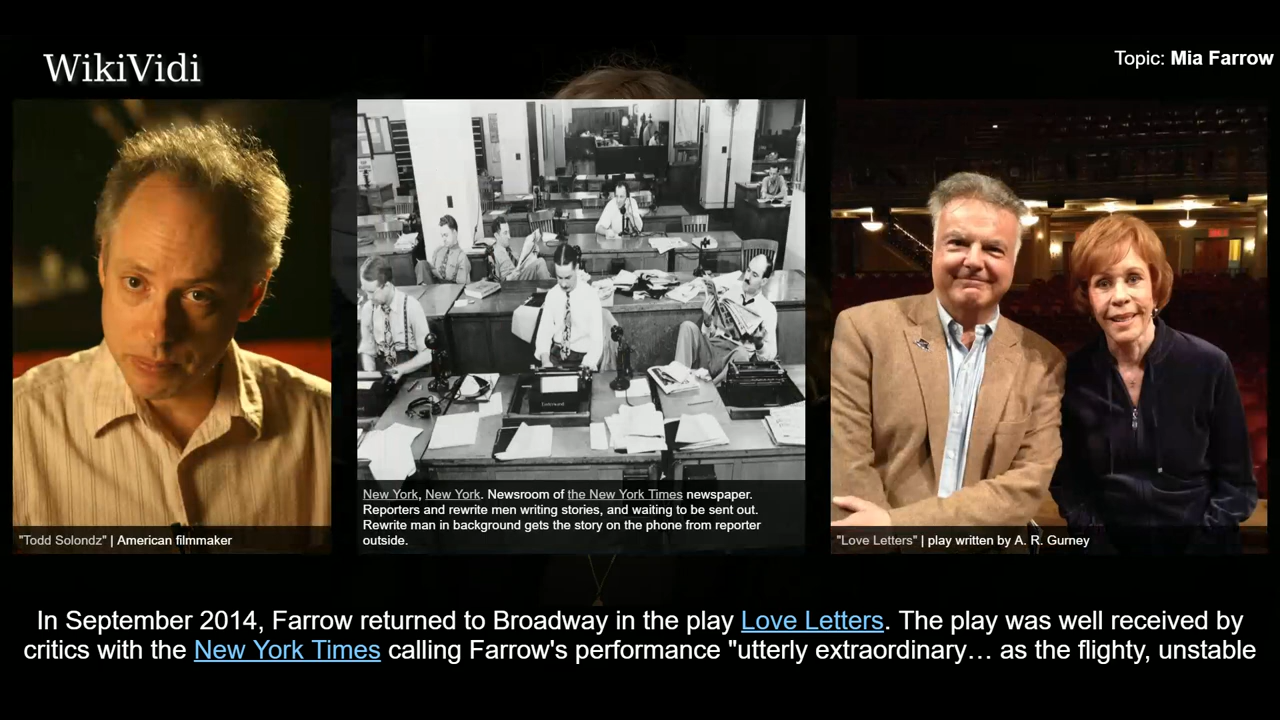 WikiVidi
Topic: Mia Farrow
"Todd Solondz" | American filmmaker
New York, New York. Newsroom of the New York Times newspaper.
Reporters and rewrite men writing stories, and waiting to be sent out.
Rewrite man in background gets the story on the phone from reporter
outside.
"Love Letters" | play written by A. R. Gurney
In September 2014, Farrow returned to Broadway in the play Love Letters. The play was well received by
critics with the New York Times calling Farrow's performance "utterly extraordinary… as the flighty, unstable